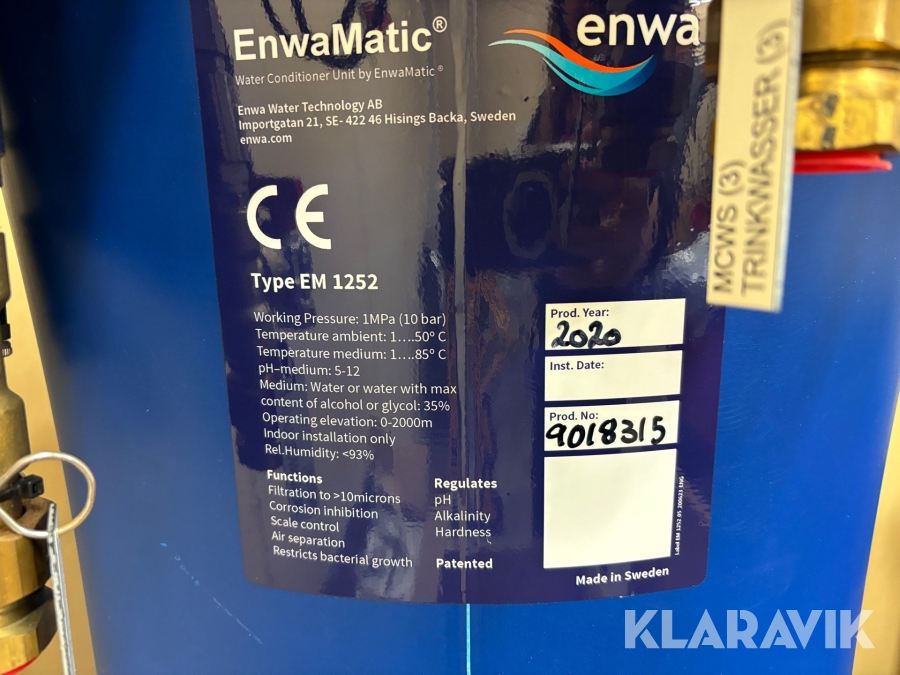 EnwaMatic®
enwa
Water Conditioner Unit by EnwaMatic®
Enwa Water Technology AB
Importgatan 21, SE- 422 46 Hisings Backa, Sweden
enwa.com
CE
Type EM 1252
Working Pressure: 1MPa (10 bar)
Temperature ambient: 1....50° C
Temperature medium: 1....85° C
pH–medium: 5-12
Medium: Water or water with max
content of alcohol or glycol: 35%
Operating elevation: 0-2000m
Indoor installation only
Rel.Humidity: <93%
Functions
Filtration to >10microns
Corrosion inhibition
Scale control
Air separation
Restricts bacterial growth
Regulates
pH
Alkalinity
Hardness
Patented
Prod. Year:
2020
Inst. Date:
Prod. No:
9018315
Label EM 1252_05_200623_ENG
Made in Sweden
MCWS (3)
TRINKWASSER (3)
KLARAVIK